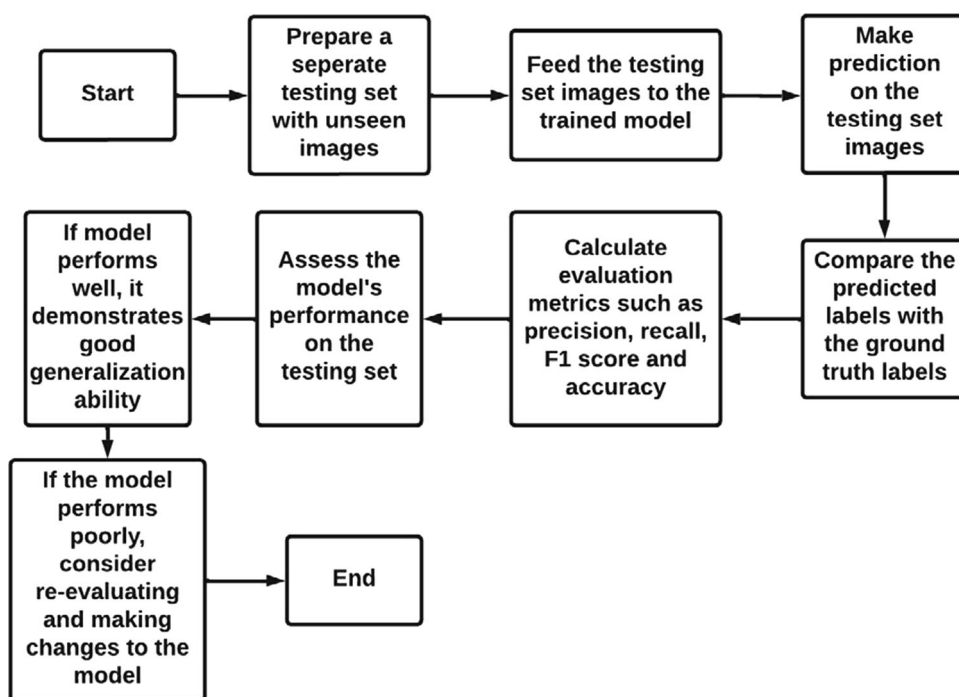 Start
Prepare a
seperate
testing set
with unseen
images
Feed the testing
set images to the
trained model
Make
prediction
on the
testing set
images
Compare the
predicted
labels with
the ground
truth labels
Calculate
evaluation
metrics such as
precision, recall,
F1 score and
accuracy
Assess the
model's
performance
on the
testing set
If model
performs
well, it
demonstrates
good
generalization
ability
If the model
performs
poorly,
consider
re-evaluating
and making
changes to the
model
End